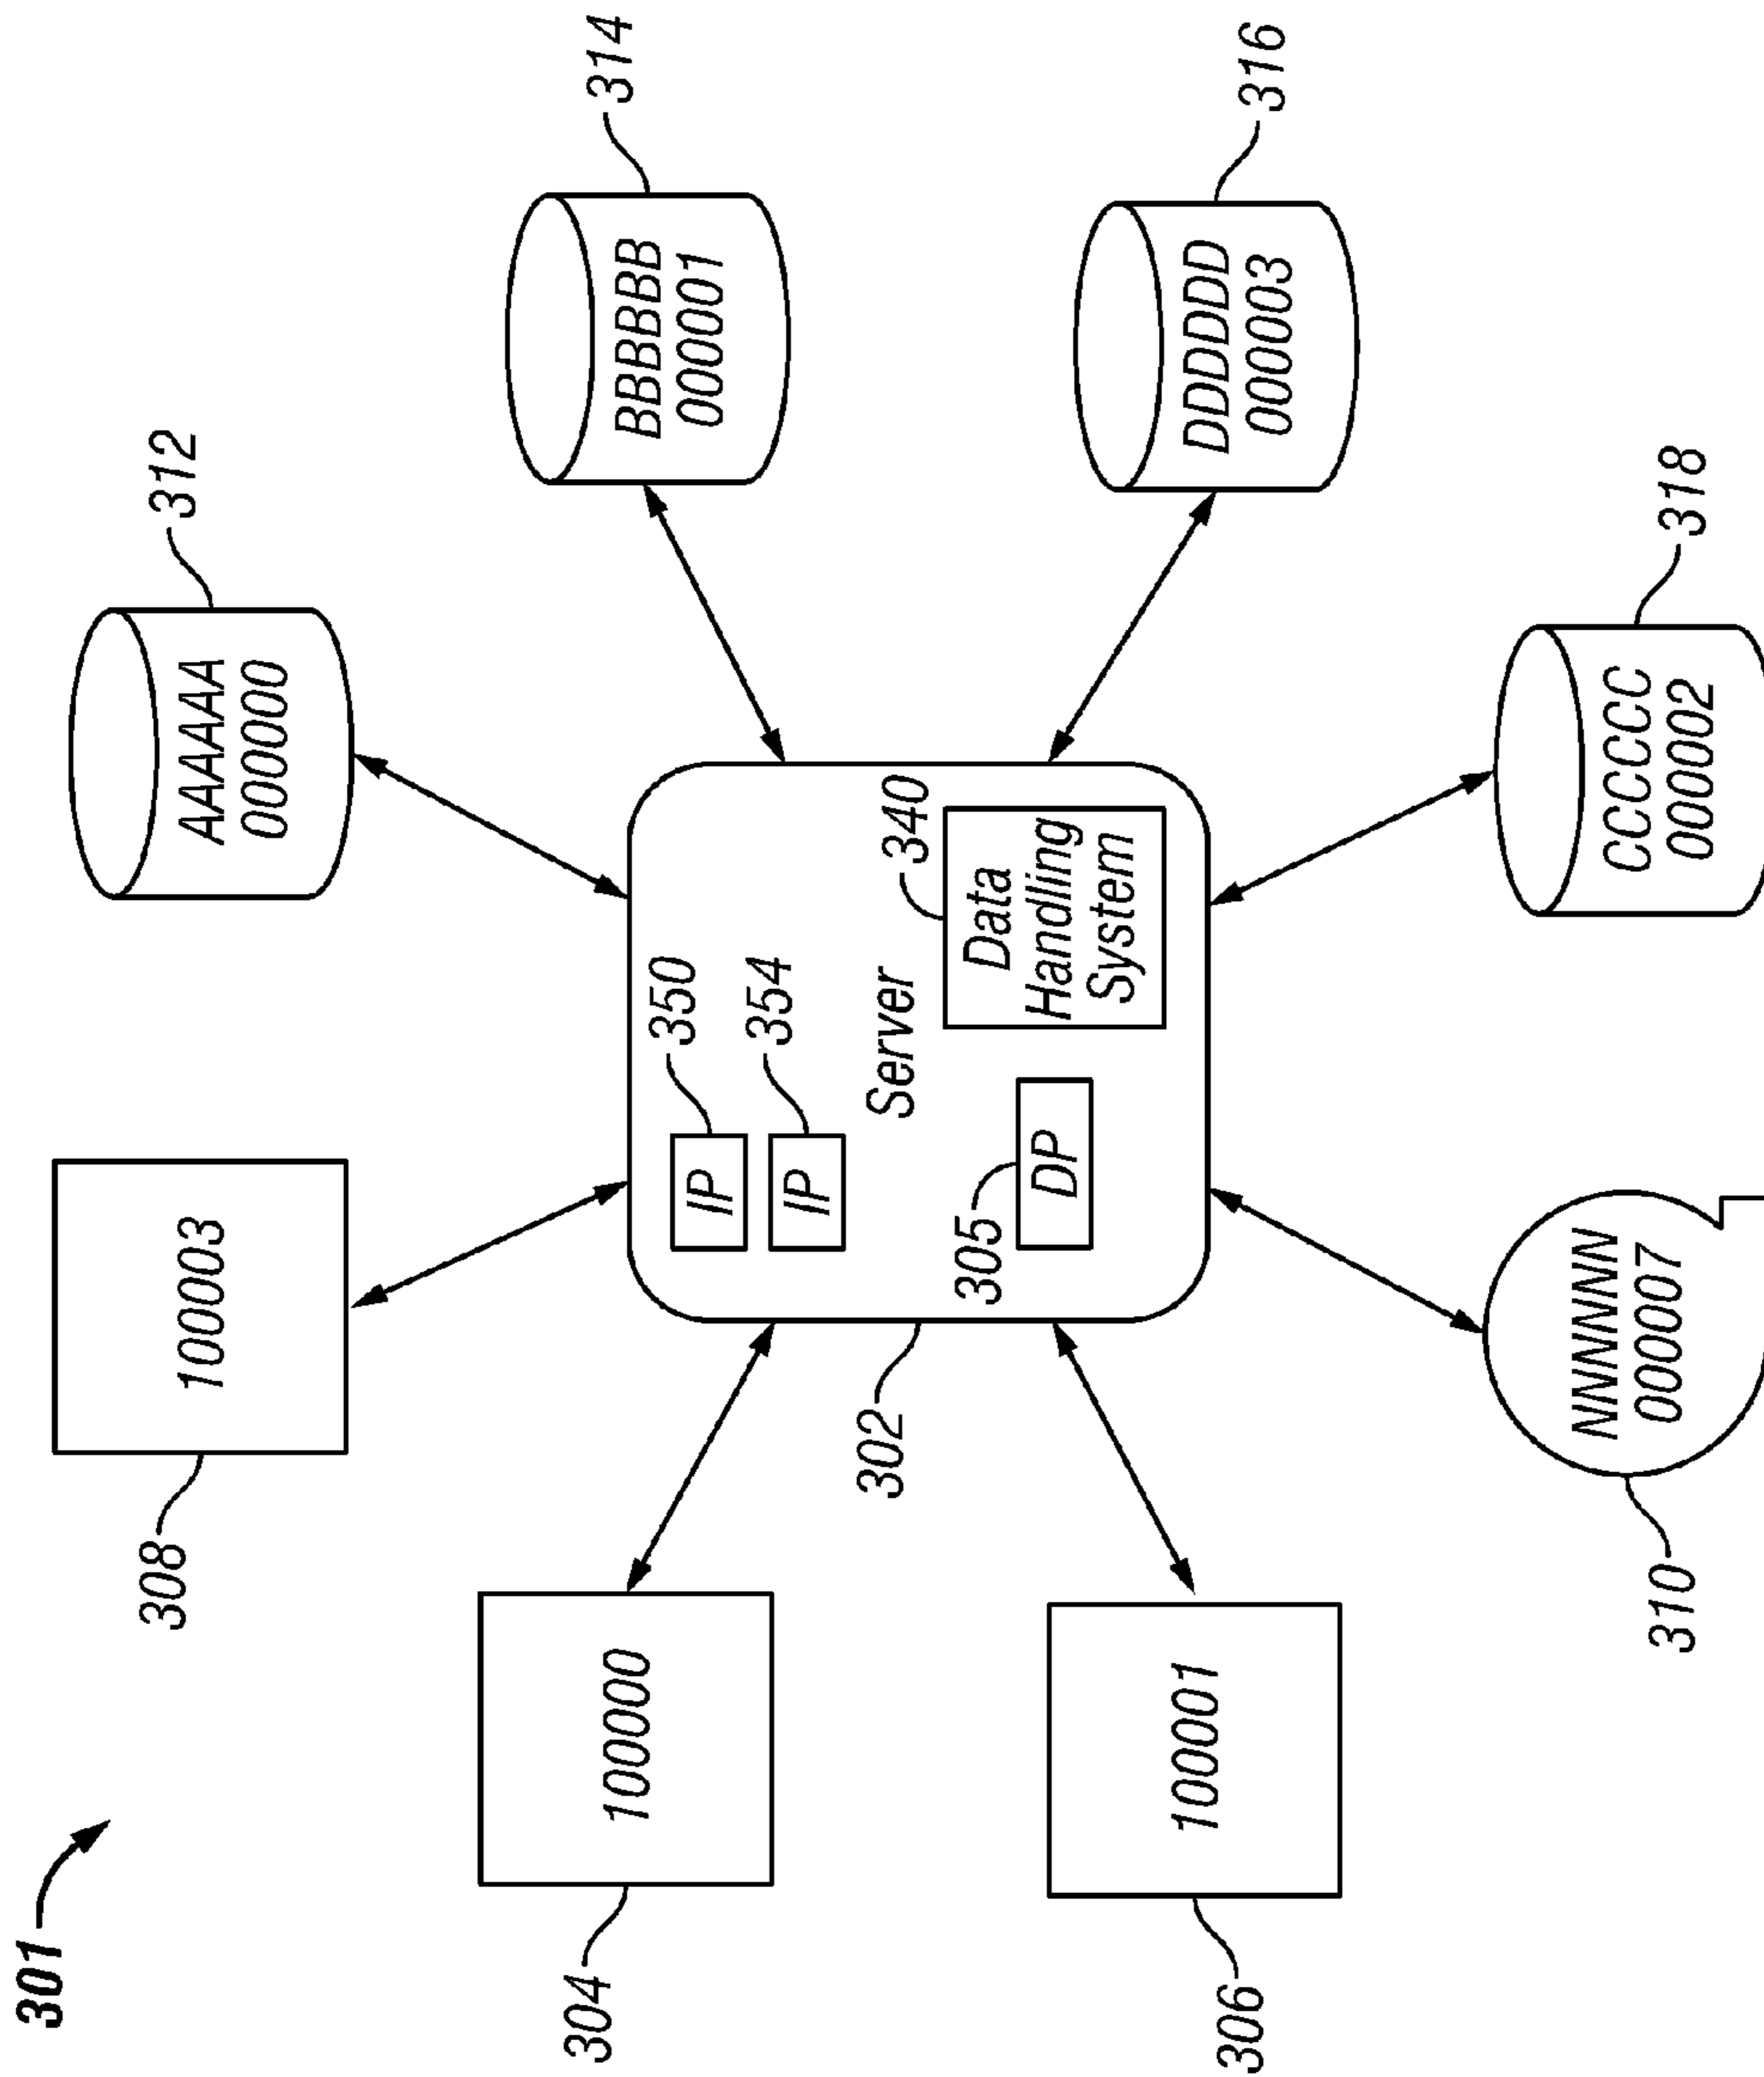 301
308
100003
312
AAAAAA
000000
304
100000
314
BBBBBB
000001
350
IP
354
IP
302
Server
340
Data
Handling
System
305
DP
306
100001
316
DDDDDD
000003
310
NNNNNN
000007
318
CCCCCC
000002